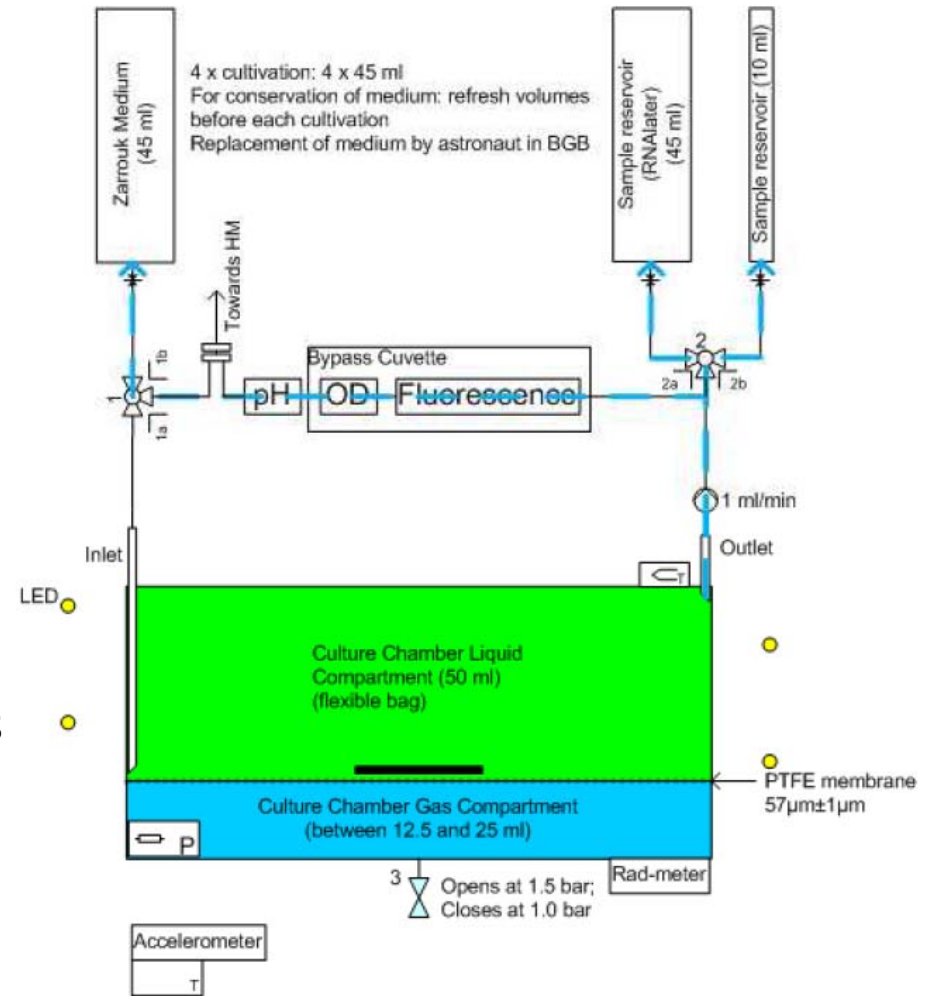 Zarrouk Medium
(45 ml)
4 x cultivation: 4 x 45 ml
For conservation of medium: refresh volumes
before each cultivation
Replacement of medium by astronaut in BGB
Sample reservoir
(RNAlater)
(45 ml)
Sample reservoir (10 ml)
Towards HM
1b
1
1a
Bypass Cuvette
pH
OD
Fluorescence
2
2a
2b
1 ml/min
Inlet
Outlet
T
LED
Culture Chamber Liquid
Compartment (50 ml)
(flexible bag)
PTFE membrane
57µm±1µm
Culture Chamber Gas Compartment
(between 12.5 and 25 ml)
P
Rad-meter
3
Opens at 1.5 bar;
Closes at 1.0 bar
Accelerometer
T